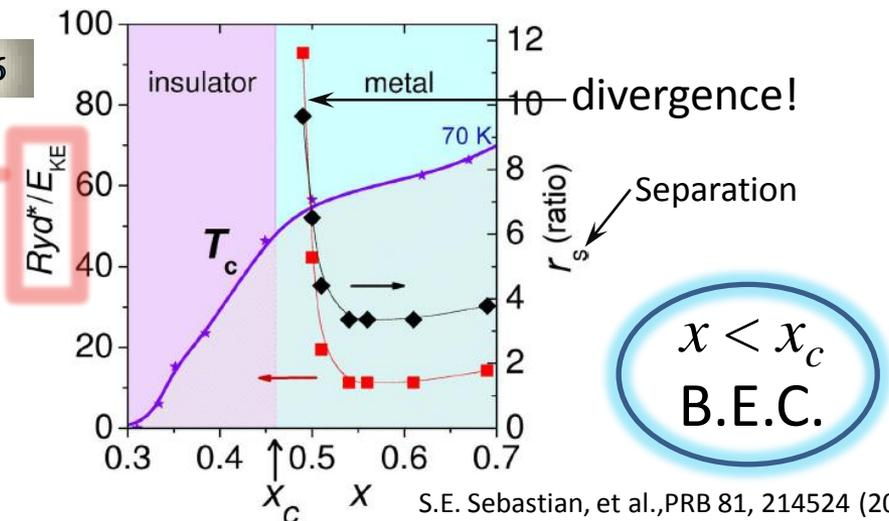 6
100
80
60
40
20
0
Ryd*/E_KE
insulator
metal
70 K
T_c
12
10
8
6
4
2
0
r_s (ratio)
divergence!
Separation
x < x_c
B.E.C.
0.3 0.4 0.5 0.6 0.7
x_c x
S.E. Sebastian, et al.,PRB 81, 214524 (20